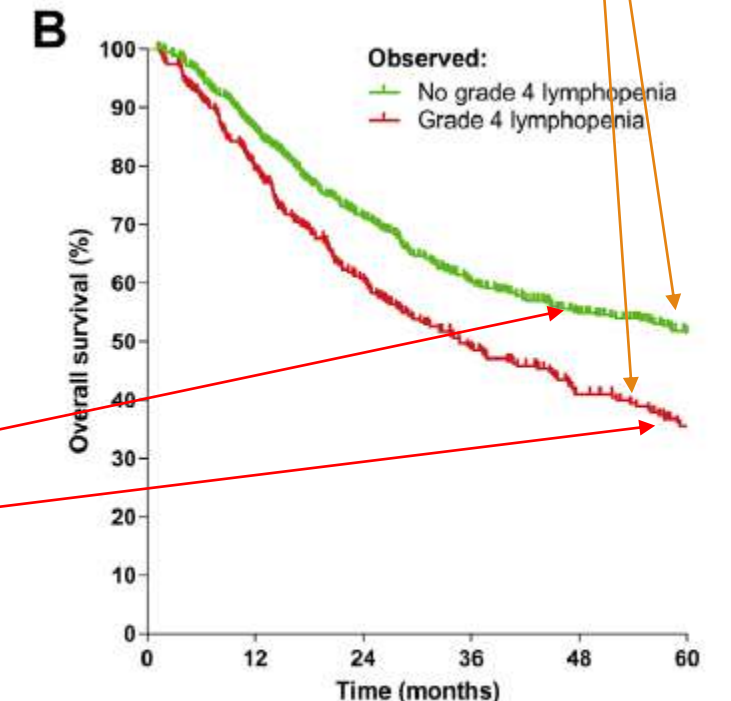 B
Observed:
No grade 4 lymphopenia
Grade 4 lymphopenia
Overall survival (%)
100
90
80
70
60
50
40
30
20
10
0
0 12 24 36 48 60
Time (months)